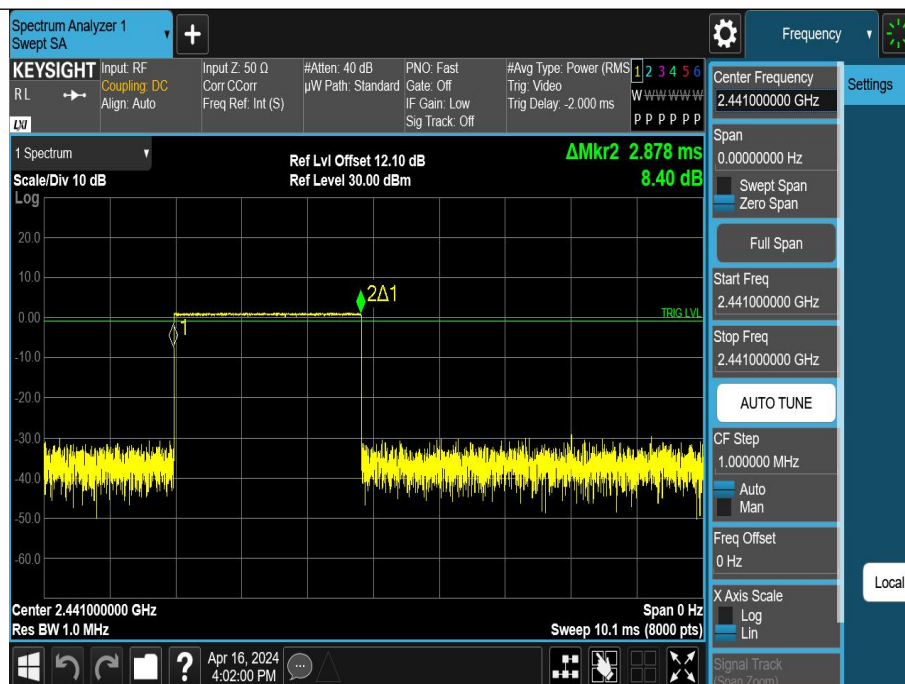 Spectrum Analyzer 1
Swept SA
+
Frequency
KEYSIGHT
RL
LXI
Input: RF
Coupling: DC
Align: Auto
Input Z: 50 Ω
Corr CCorr
Freq Ref: Int (S)
#Atten: 40 dB
µW Path: Standard
PNO: Fast
Gate: Off
IF Gain: Low
Sig Track: Off
#Avg Type: Power (RMS
Trig: Video
Trig Delay: -2.000 ms
1 2 3 4 5 6
W W W W W W
P P P P P P
1 Spectrum
Scale/Div 10 dB
Log
Ref Lvl Offset 12.10 dB
Ref Level 30.00 dBm
ΔMkr2 2.878 ms
8.40 dB
20.0
10.0
0.00
-10.0
-20.0
-30.0
-40.0
-50.0
-60.0
2Δ1
1
TRIG LVL
Center 2.441000000 GHz
Res BW 1.0 MHz
Span 0 Hz
Sweep 10.1 ms (8000 pts)
Center Frequency
2.441000000 GHz
Span
0.00000000 Hz
Swept Span
Zero Span
Full Span
Start Freq
2.441000000 GHz
Stop Freq
2.441000000 GHz
AUTO TUNE
CF Step
1.000000 MHz
Auto
Man
Freq Offset
0 Hz
X Axis Scale
Log
Lin
Signal Track
(Span Zoom)
Settings
Local
?
Apr 16, 2024
4:02:00 PM